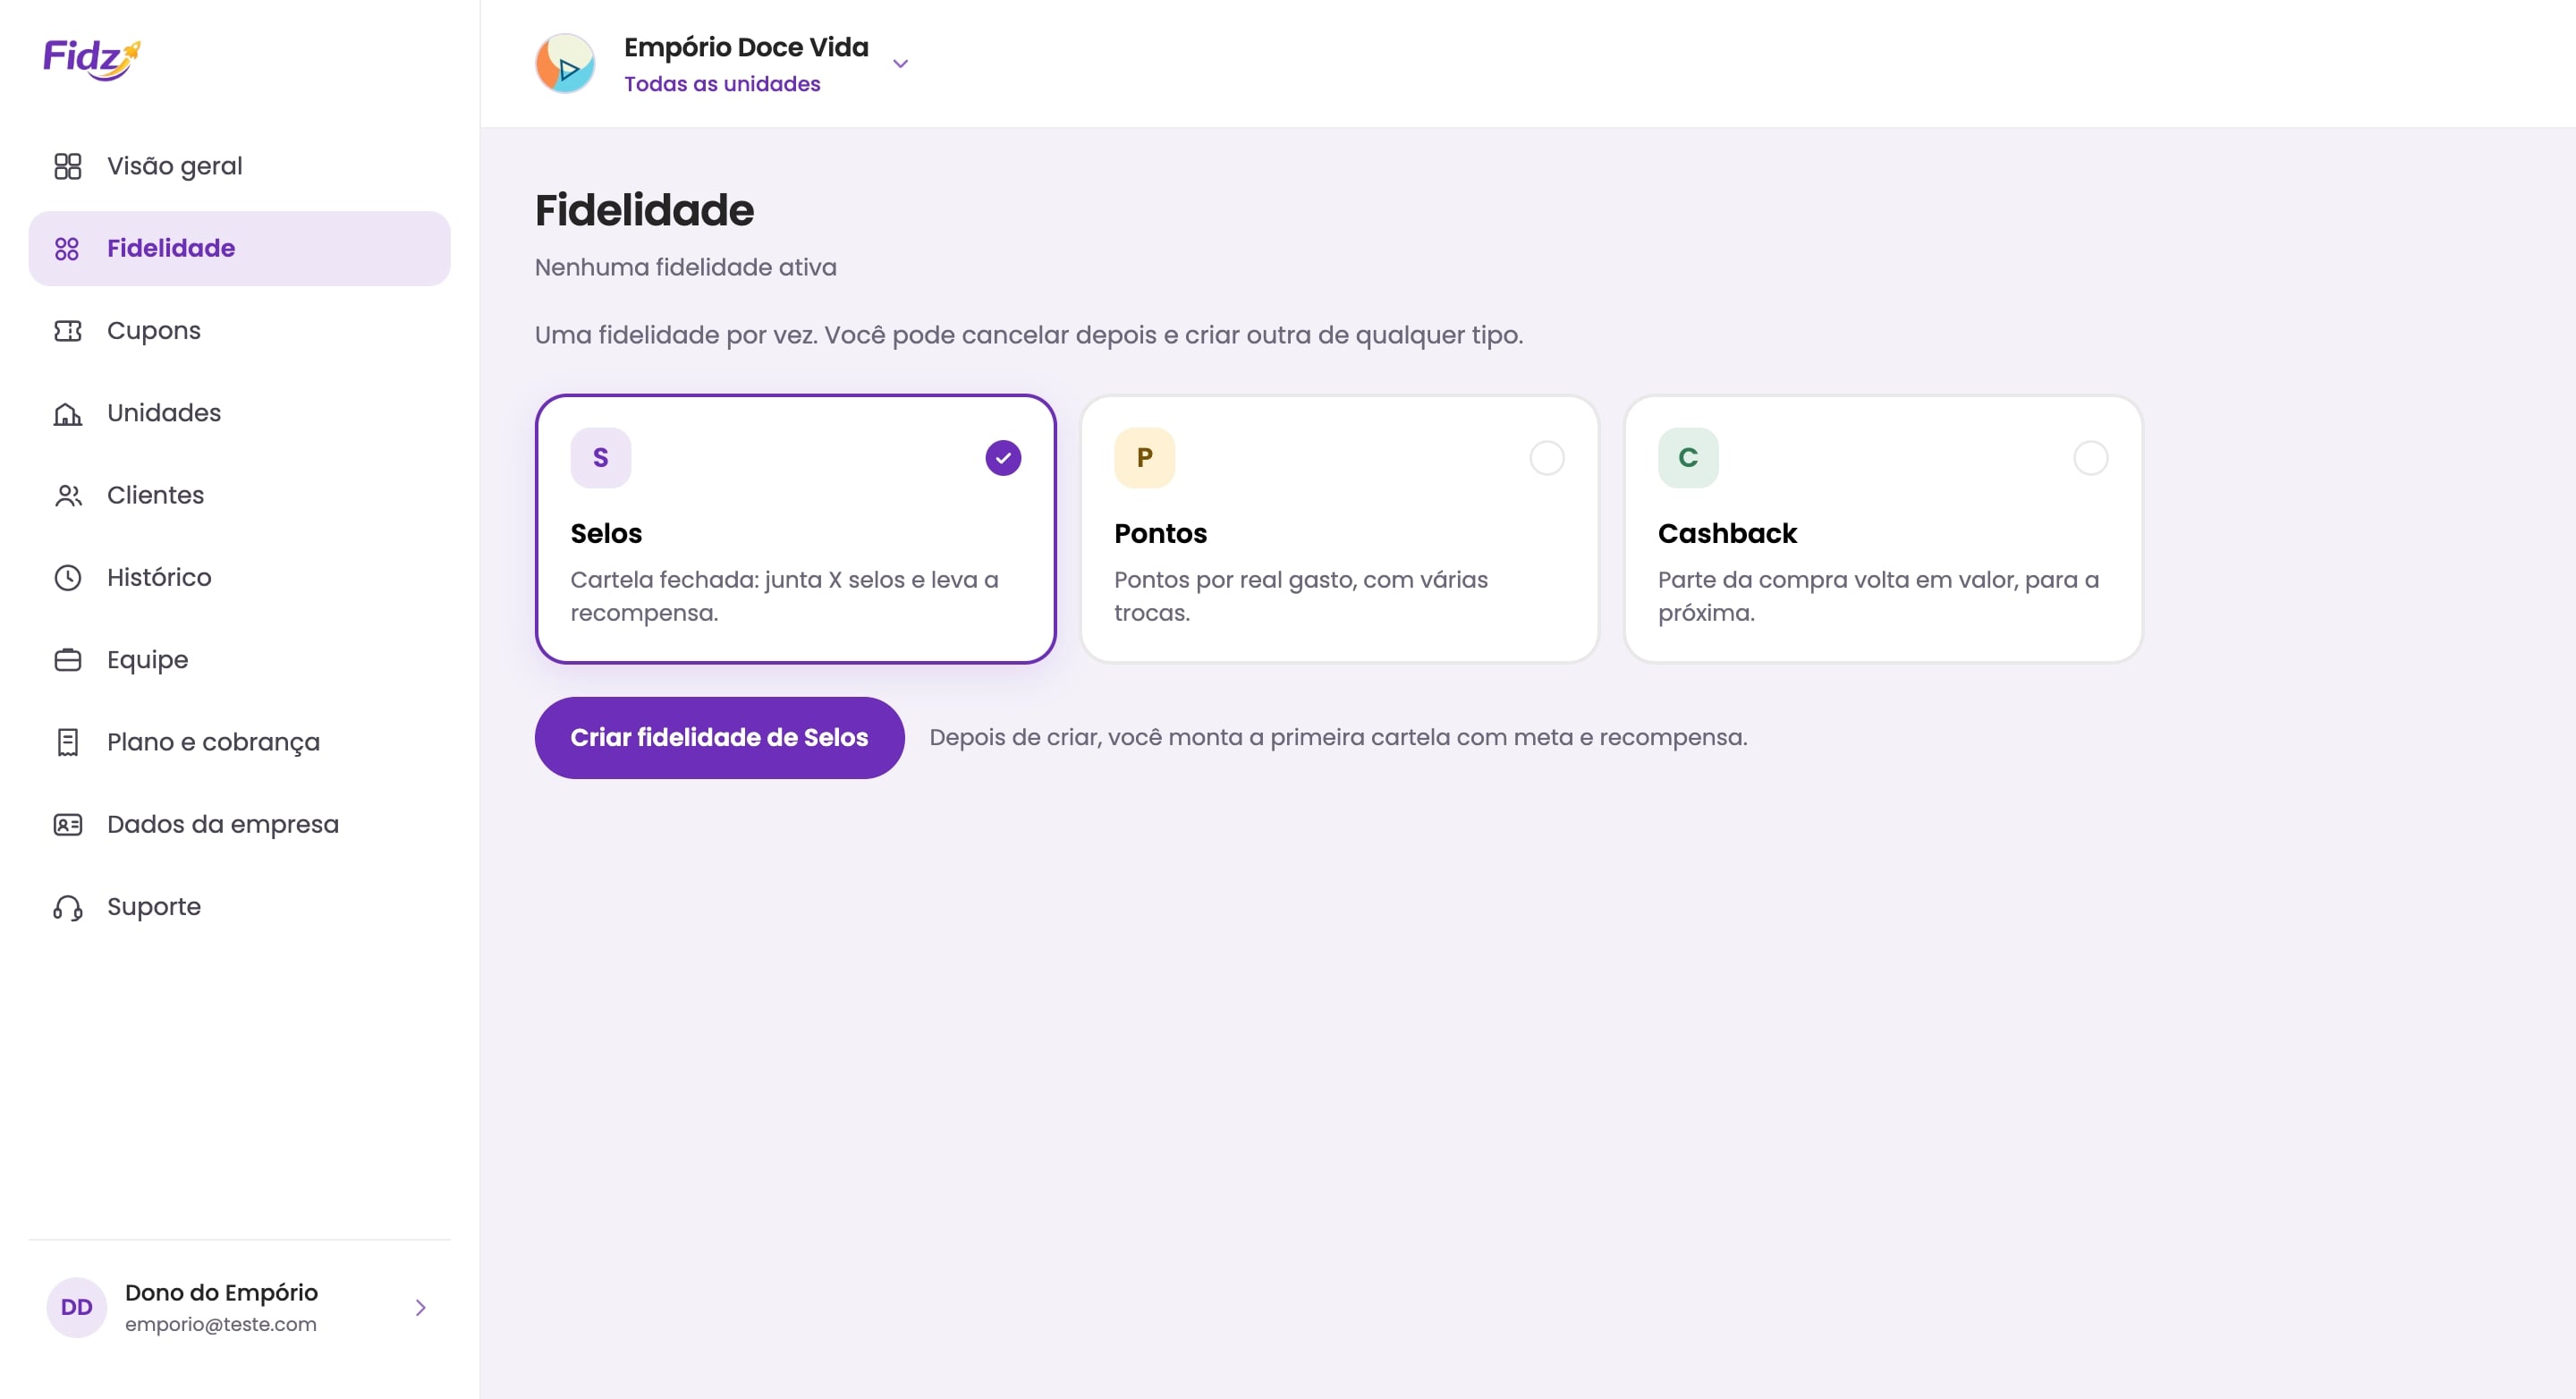 Fidz
Visão geral
Fidelidade
Cupons
Unidades
Clientes
Histórico
Equipe
Plano e cobrança
Dados da empresa
Suporte
DD
Dono do Empório
emporio@teste.com
Empório Doce Vida
Todas as unidades
Fidelidade
Nenhuma fidelidade ativa
Uma fidelidade por vez. Você pode cancelar depois e criar outra de qualquer tipo.
S
Selos
Cartela fechada: junta X selos e leva a
recompensa.
P
Pontos
Pontos por real gasto, com várias
trocas.
C
Cashback
Parte da compra volta em valor, para a
próxima.
Criar fidelidade de Selos
Depois de criar, você monta a primeira cartela com meta e recompensa.